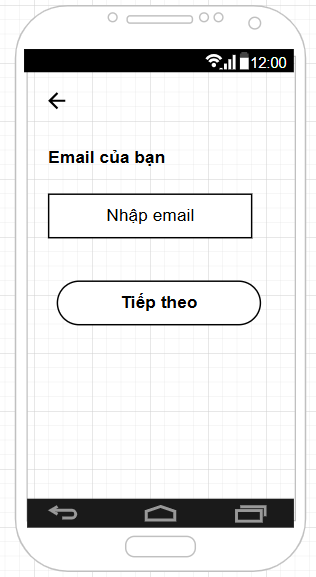 12:00
Email của bạn
Nhập email
Tiếp theo